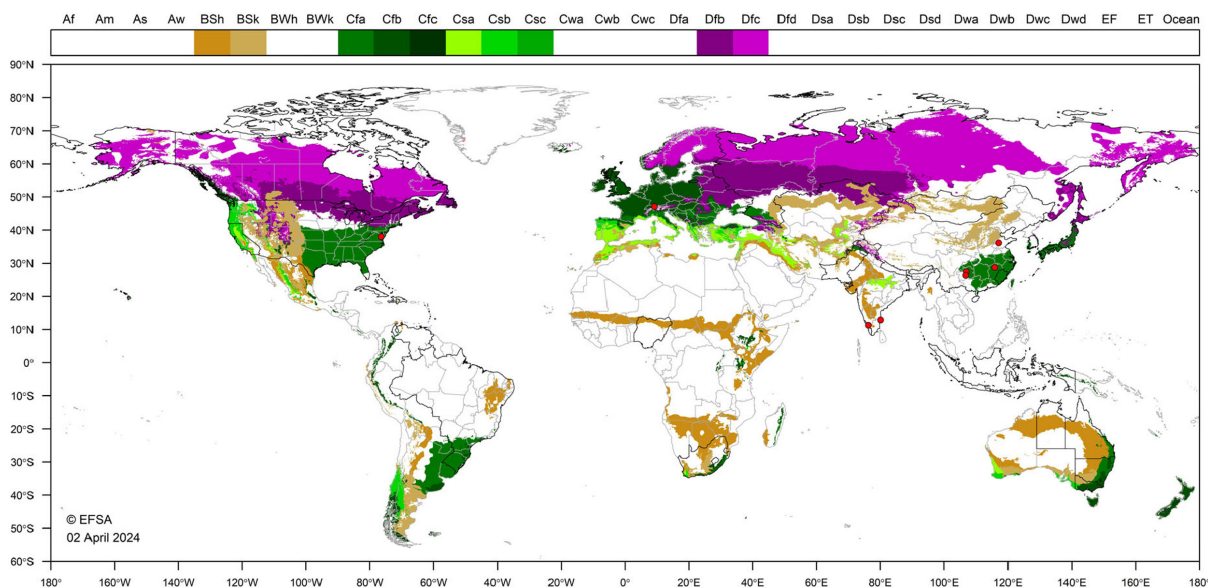 Af Am As Aw BSh BSk BWh BWk Cfa Cfb Cfc Csa Csb Csc Cwa Cwb Cwc Dfa Dfb Dfc Dfd Dsa Dsb Dsc Dsd Dwa Dwb Dwc Dwd EF ET Ocean
90°N
80°N
70°N
60°N
50°N
40°N
30°N
20°N
10°N
0°
10°S
20°S
30°S
40°S
50°S
60°S
© EFSA
02 April 2024
180° 160°W 140°W 120°W 100°W 80°W 60°W 40°W 20°W 0° 20°E 40°E 60°E 80°E 100°E 120°E 140°E 160°E 180°